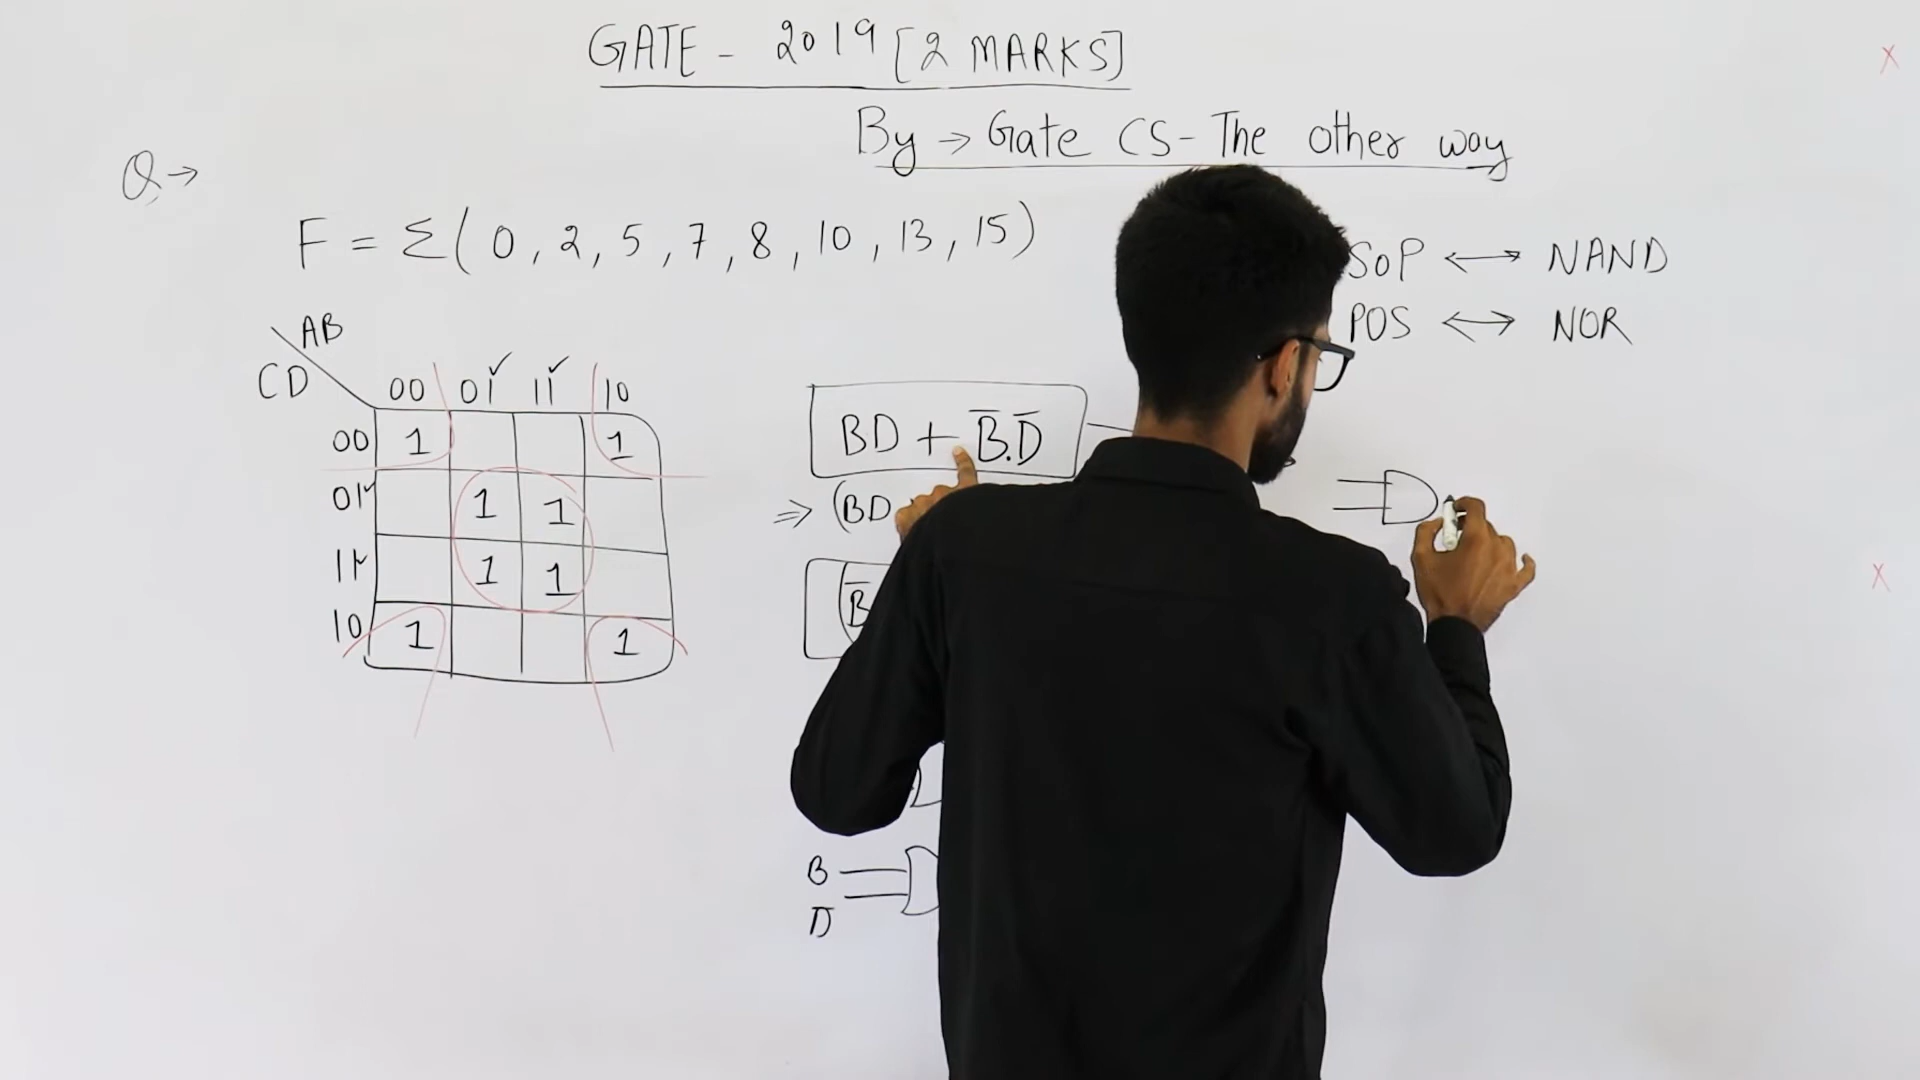 GATE - 2019 [2 MARKS]
By → Gate CS - The other way
Q →
F = Σ( 0 , 2 , 5 , 7 , 8 , 10 , 13 , 15 )
SOP ↔ NAND
POS ↔ NOR
AB
CD
00 01✓ 11✓ 10
00 1 1
01✓ 1 1
11✓ 1 1
10 1 1
BD + B̅.D̅
⇒ (BD
B̅
B
D
x
x